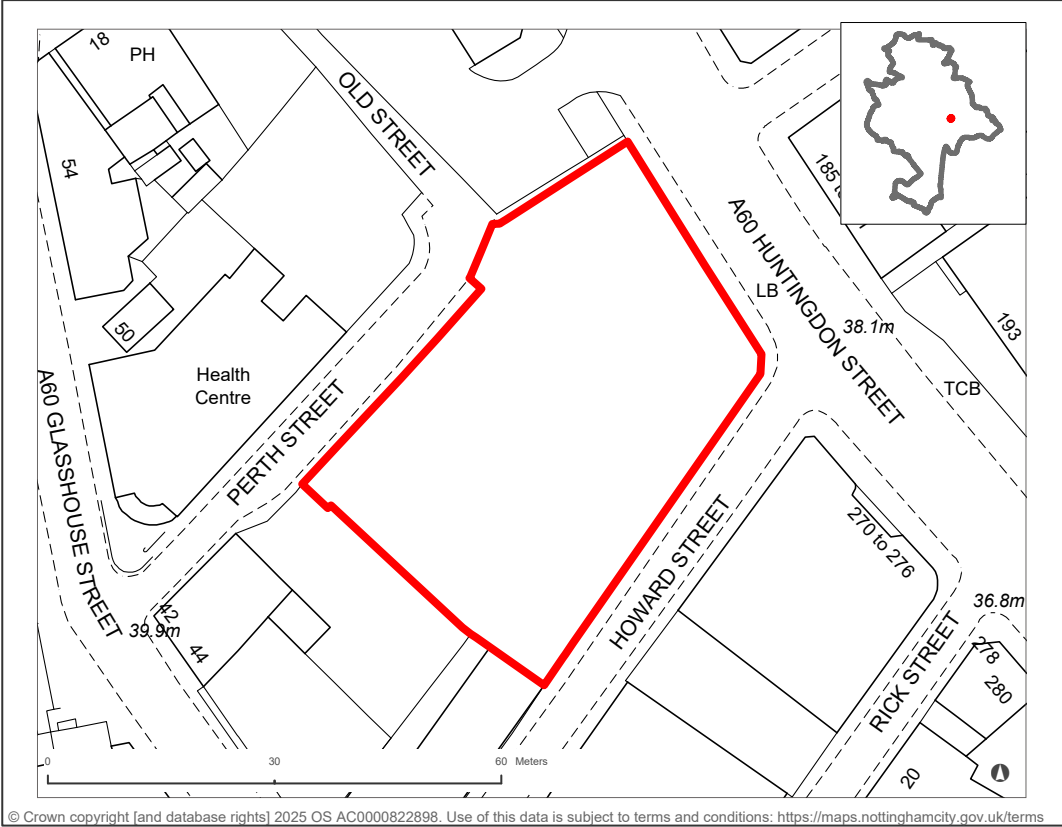 18
PH
OLD STREET
54
185 t
A60 HUNTINGDON STREET
LB
38.1m
193
TCB
50
Health
Centre
A60 GLASSHOUSE STREET
PERTH STREET
HOWARD STREET
270 to 276
36.8m
42
39.9m
44
RICK STREET
278
280
20
0 30 60 Meters
© Crown copyright [and database rights] 2025 OS AC0000822898. Use of this data is subject to terms and conditions: https://maps.nottinghamcity.gov.uk/terms